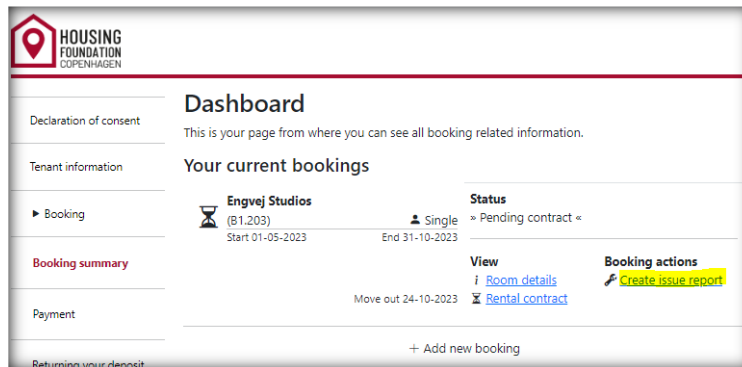 HOUSING
FOUNDATION
COPENHAGEN
Declaration of consent
Tenant information
► Booking
Booking summary
Payment
Returning your deposit
Dashboard
This is your page from where you can see all booking related information.
Your current bookings
Engvej Studios
(B1.203) Single
Start 01-05-2023 End 31-10-2023
Move out 24-10-2023
Status
» Pending contract «
View
i Room details
Rental contract
Booking actions
Create issue report
+ Add new booking